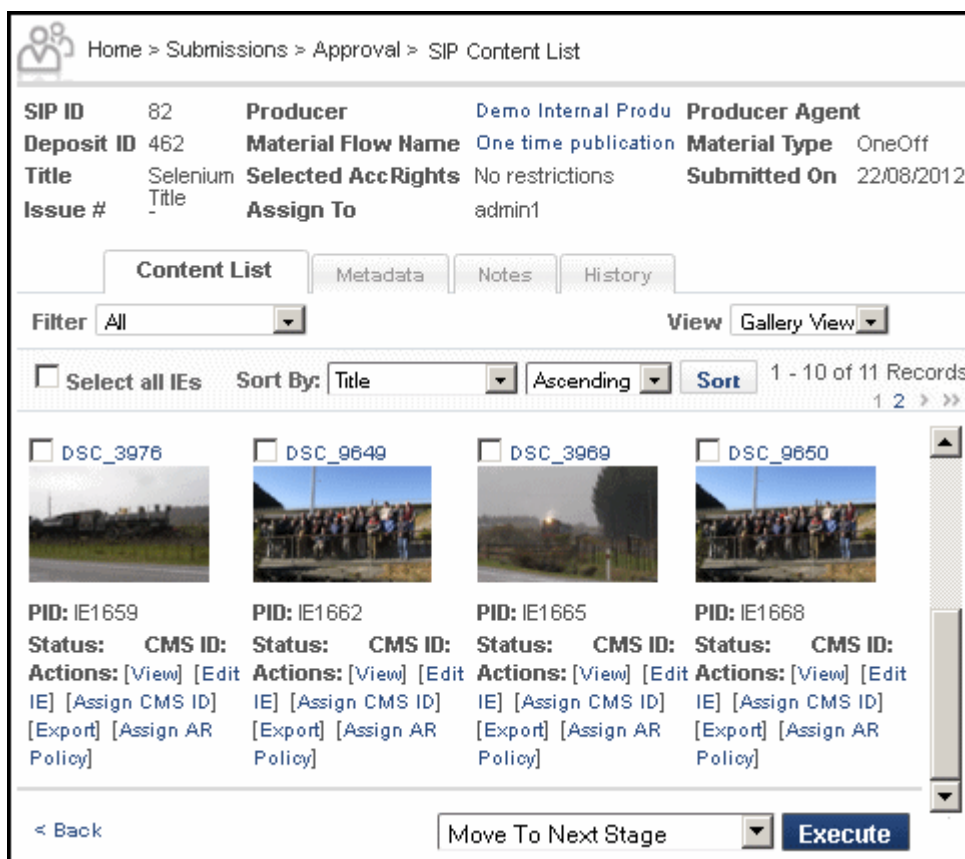 Home > Submissions > Approval > SIP Content List
SIP ID 82 Producer Demo Internal Produ Producer Agent
Deposit ID 462 Material Flow Name One time publication Material Type OneOff
Title Selenium Title Selected AccRights No restrictions Submitted On 22/08/2012
Issue # - Assign To admin1
Content List Metadata Notes History
Filter All View Gallery View
Select all IEs Sort By: Title Ascending Sort 1 - 10 of 11 Records
1 2 > >>
DSC_3976 DSC_9649 DSC_3969 DSC_9650
PID: IE1659 PID: IE1662 PID: IE1665 PID: IE1668
Status: CMS ID: Status: CMS ID: Status: CMS ID: Status: CMS ID:
Actions: [View] [Edit Actions: [View] [Edit Actions: [View] [Edit Actions: [View] [Edit
IE] [Assign CMS ID] IE] [Assign CMS ID] IE] [Assign CMS ID] IE] [Assign CMS ID]
[Export] [Assign AR [Export] [Assign AR [Export] [Assign AR [Export] [Assign AR
Policy] Policy] Policy] Policy]
< Back Move To Next Stage Execute